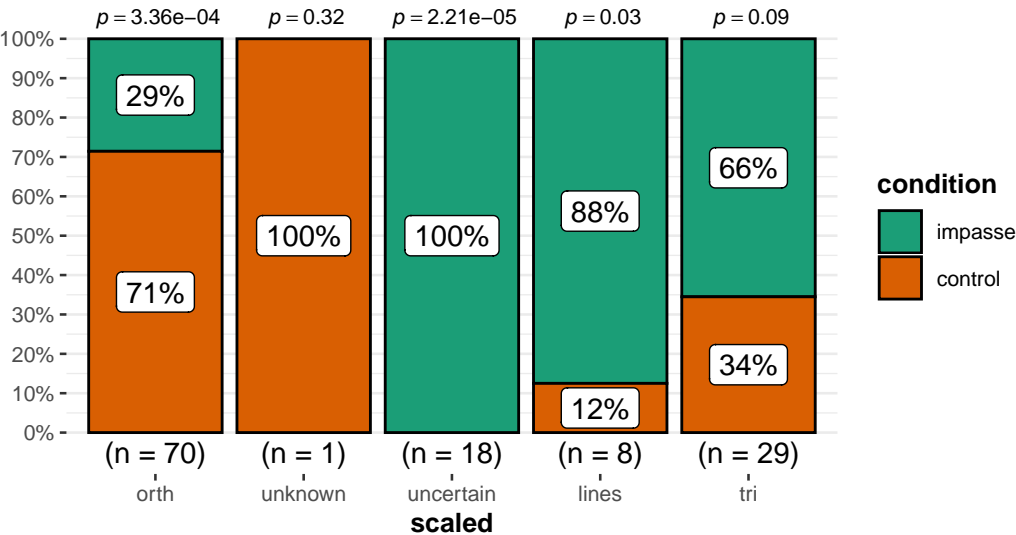 p = 3.36e−04 p = 0.32 p = 2.21e−05 p = 0.03 p = 0.09
100%
90%
80%
70%
60%
50%
40%
30%
20%
10%
0%
29%
71%
100%
100%
88%
12%
66%
34%
(n = 70) (n = 1) (n = 18) (n = 8) (n = 29)
orth unknown uncertain lines tri
scaled
condition
impasse
control